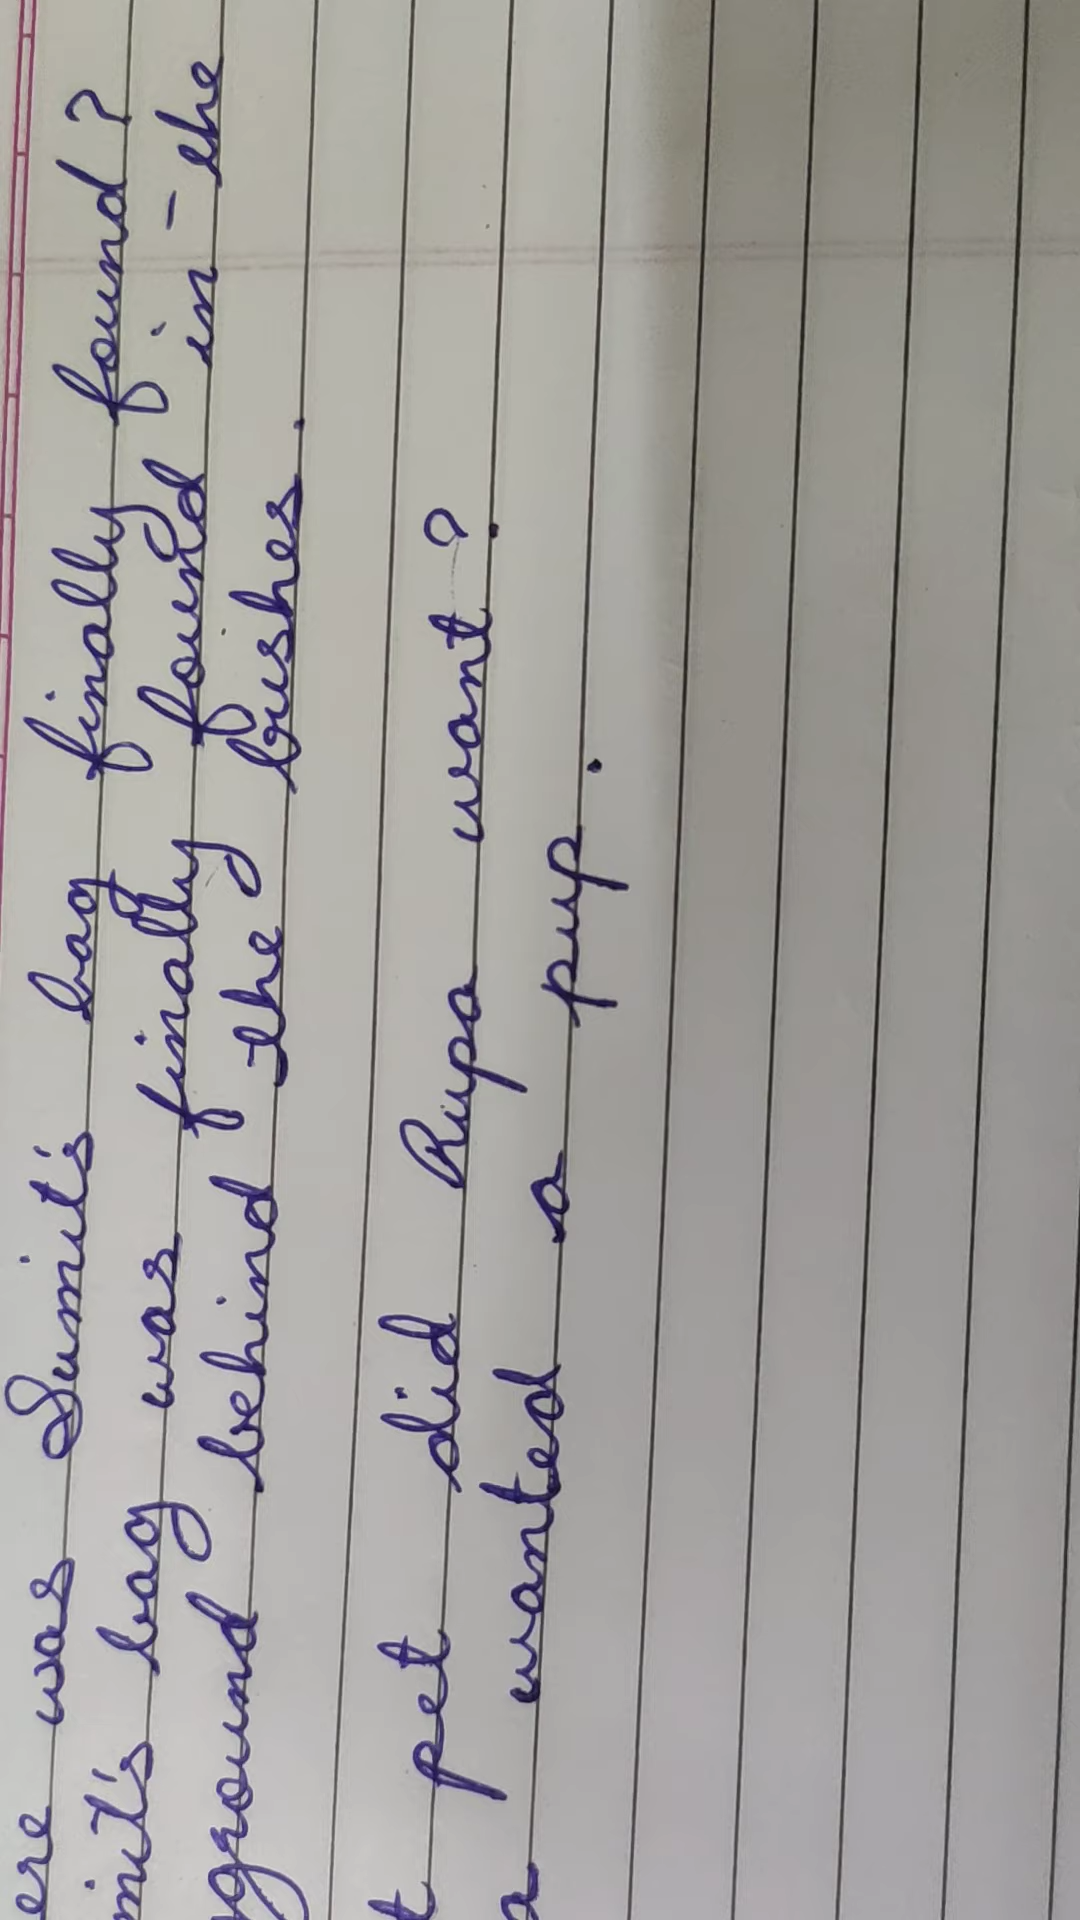 ere was Sumit's bag finally found?
mit's bag was finally found in the
ground behind the bushes.
t pet did Rupa want?
a wanted a pup.